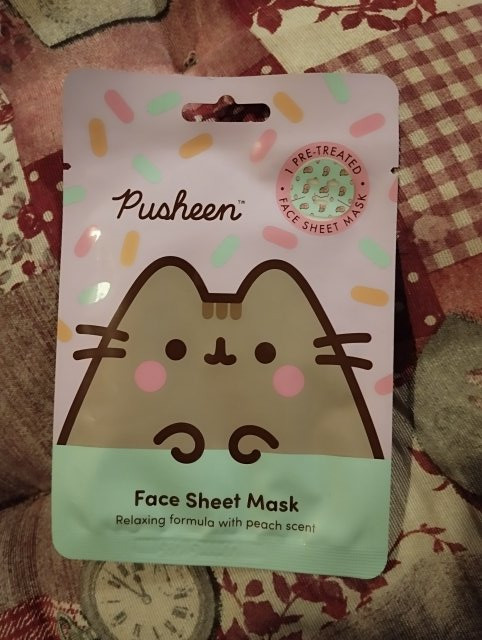 Pusheen™
1 PRE-TREATED
FACE SHEET MASK
Face Sheet Mask
Relaxing formula with peach scent